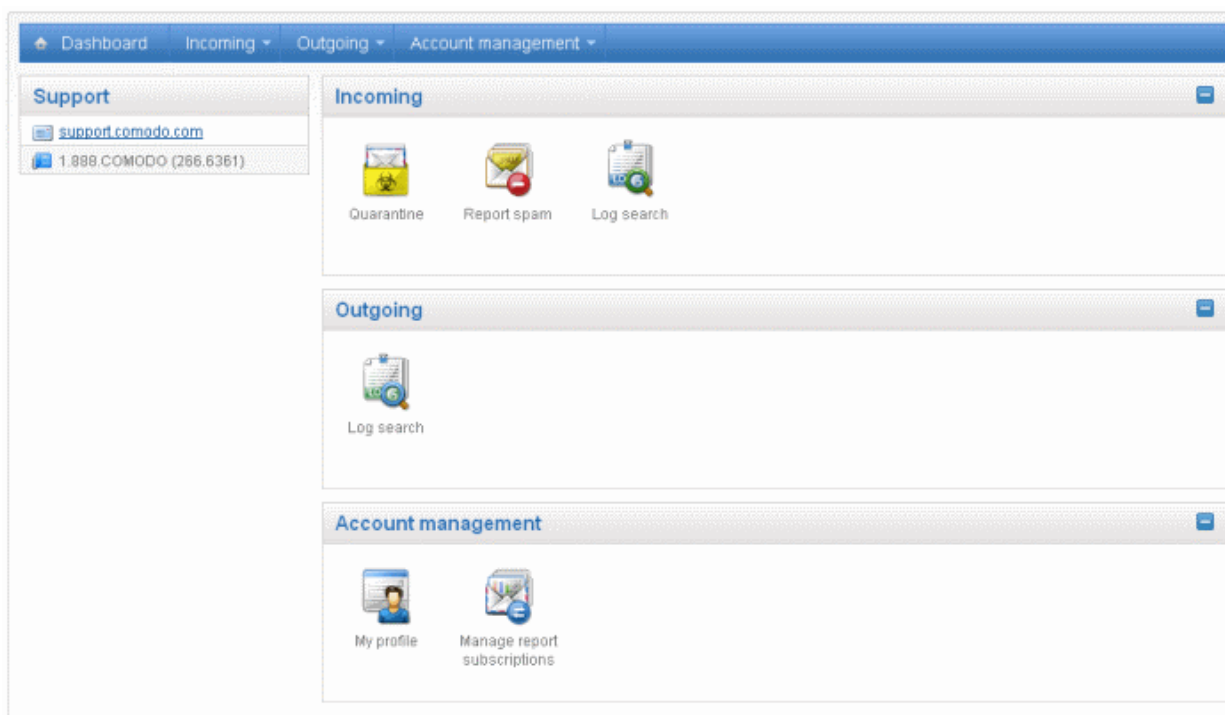 Dashboard Incoming Outgoing Account management
Support
support.comodo.com
1.888.COMODO (266.6361)
Incoming
Quarantine Report spam Log search
Outgoing
Log search
Account management
My profile Manage report
subscriptions